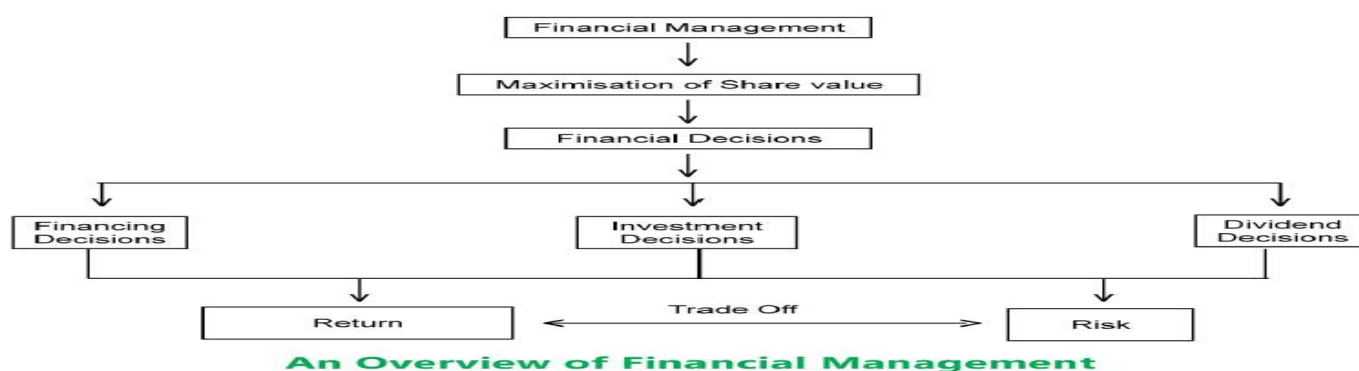 Financial Management
Maximisation of Share value
Financial Decisions
Financing
Decisions
Investment
Decisions
Dividend
Decisions
Return
Trade Off
Risk
An Overview of Financial Management